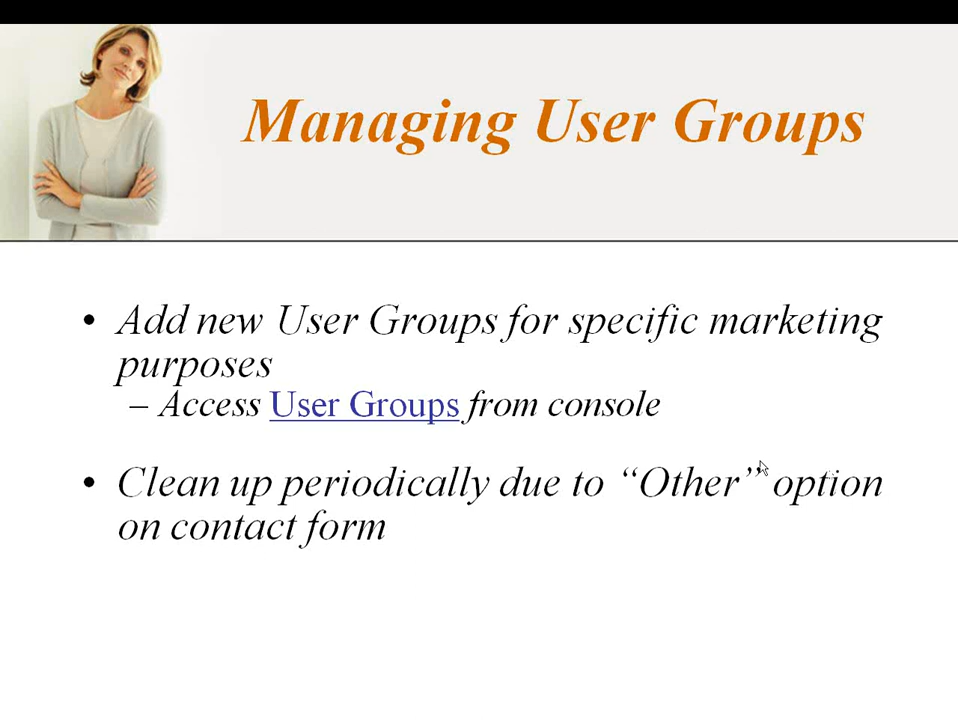 Managing User Groups
• Add new User Groups for specific marketing
purposes
– Access User Groups from console
• Clean up periodically due to “Other” option
on contact form